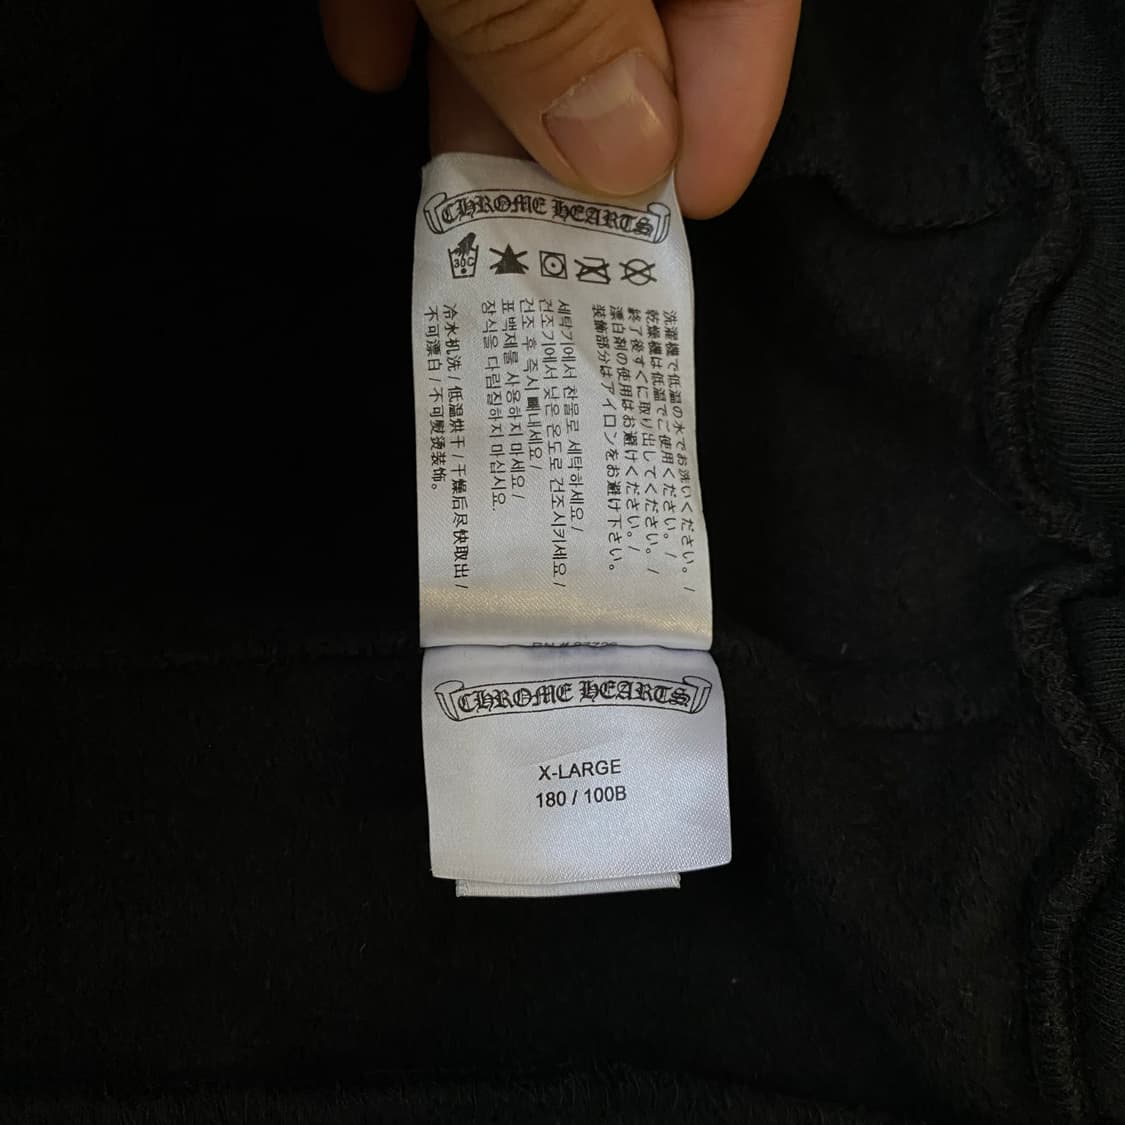 CHROME HEARTS
30C
洗濯機で低温の水でお洗いください。/
乾燥機は低温でご使用ください。/
終了後すぐに取り出してください。/
漂白剤の使用はお避けください。/
装飾部分はアイロンをお避け下さい。
세탁기에서 찬물로 세탁하세요/
건조기에서 낮은 온도로 건조시키세요/
건조 후 즉시 빼내세요/
표백제를 사용하지 마세요/
장식을 다림질하지 마십시오.
冷水机洗/低温烘干/干燥后尽快取出/
不可漂白/不可熨烫装饰。
CHROME HEARTS
X-LARGE
180 / 100B